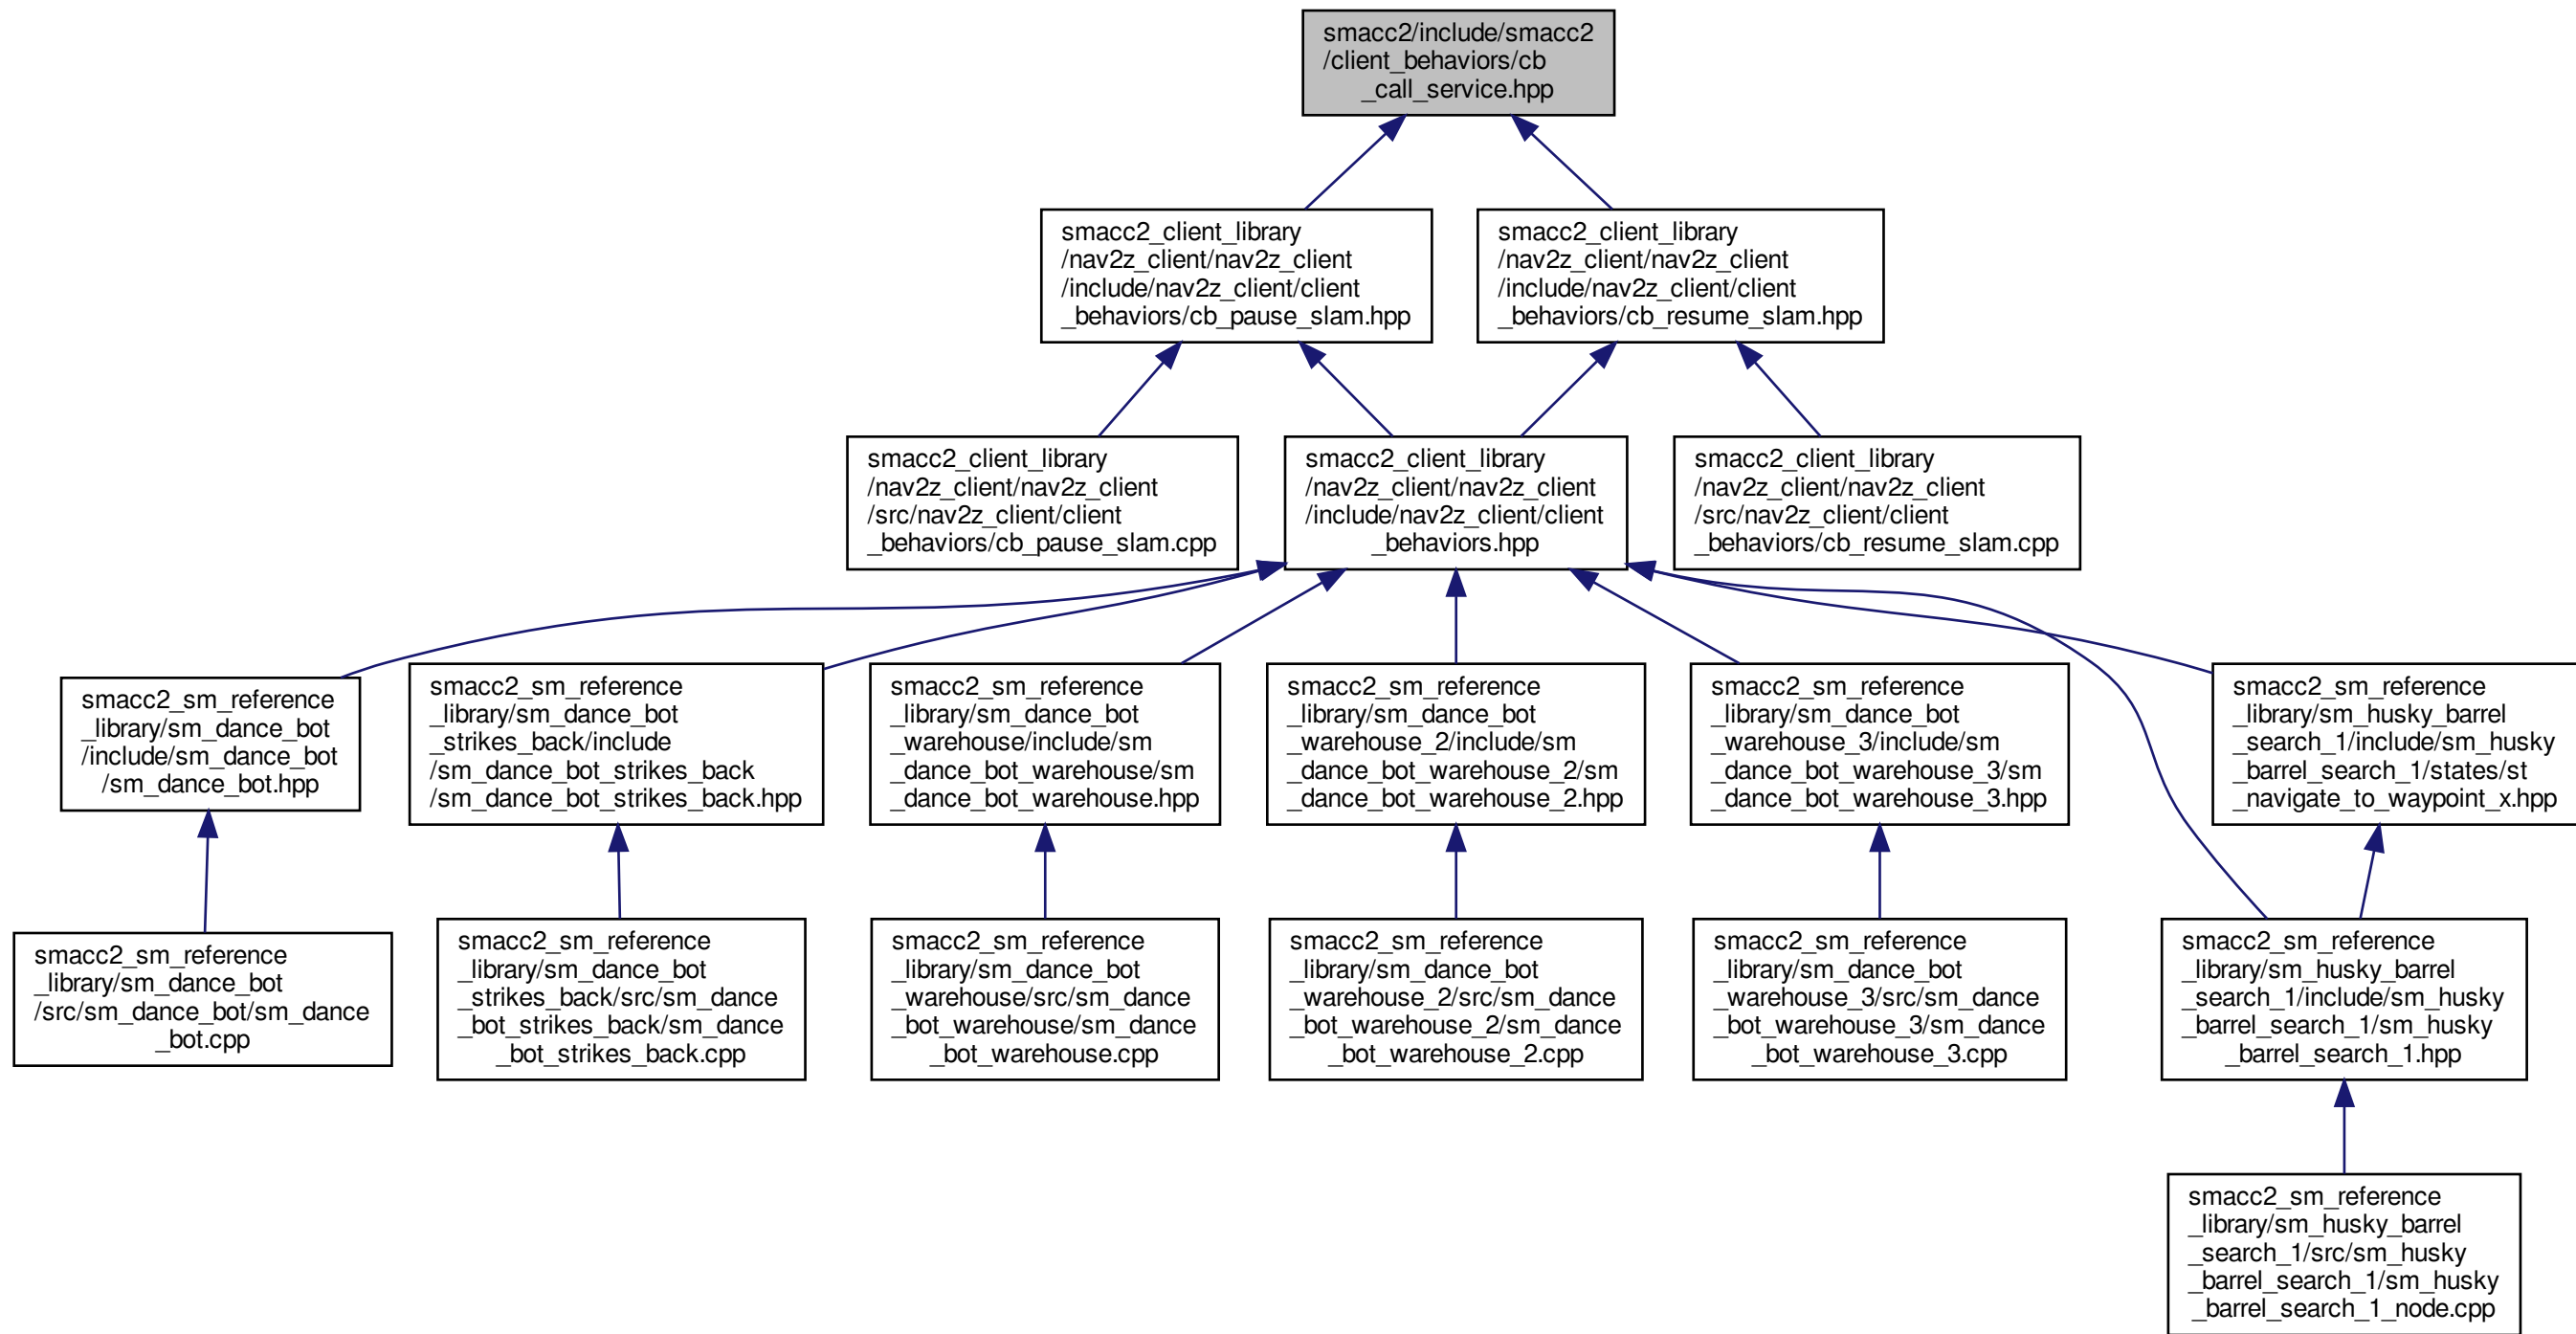 smacc2/include/smacc2
/client_behaviors/cb
_call_service.hpp
smacc2_client_library
/nav2z_client/nav2z_client
/include/nav2z_client/client
_behaviors/cb_pause_slam.hpp
smacc2_client_library
/nav2z_client/nav2z_client
/include/nav2z_client/client
_behaviors/cb_resume_slam.hpp
smacc2_client_library
/nav2z_client/nav2z_client
/src/nav2z_client/client
_behaviors/cb_pause_slam.cpp
smacc2_client_library
/nav2z_client/nav2z_client
/include/nav2z_client/client
_behaviors.hpp
smacc2_client_library
/nav2z_client/nav2z_client
/src/nav2z_client/client
_behaviors/cb_resume_slam.cpp
smacc2_sm_reference
_library/sm_dance_bot
/include/sm_dance_bot
/sm_dance_bot.hpp
smacc2_sm_reference
_library/sm_dance_bot
_strikes_back/include
/sm_dance_bot_strikes_back
/sm_dance_bot_strikes_back.hpp
smacc2_sm_reference
_library/sm_dance_bot
_warehouse/include/sm
_dance_bot_warehouse/sm
_dance_bot_warehouse.hpp
smacc2_sm_reference
_library/sm_dance_bot
_warehouse_2/include/sm
_dance_bot_warehouse_2/sm
_dance_bot_warehouse_2.hpp
smacc2_sm_reference
_library/sm_dance_bot
_warehouse_3/include/sm
_dance_bot_warehouse_3/sm
_dance_bot_warehouse_3.hpp
smacc2_sm_reference
_library/sm_husky_barrel
_search_1/include/sm_husky
_barrel_search_1/states/st
_navigate_to_waypoint_x.hpp
smacc2_sm_reference
_library/sm_dance_bot
/src/sm_dance_bot/sm_dance
_bot.cpp
smacc2_sm_reference
_library/sm_dance_bot
_strikes_back/src/sm_dance
_bot_strikes_back/sm_dance
_bot_strikes_back.cpp
smacc2_sm_reference
_library/sm_dance_bot
_warehouse/src/sm_dance
_bot_warehouse/sm_dance
_bot_warehouse.cpp
smacc2_sm_reference
_library/sm_dance_bot
_warehouse_2/src/sm_dance
_bot_warehouse_2/sm_dance
_bot_warehouse_2.cpp
smacc2_sm_reference
_library/sm_dance_bot
_warehouse_3/src/sm_dance
_bot_warehouse_3/sm_dance
_bot_warehouse_3.cpp
smacc2_sm_reference
_library/sm_husky_barrel
_search_1/include/sm_husky
_barrel_search_1/sm_husky
_barrel_search_1.hpp
smacc2_sm_reference
_library/sm_husky_barrel
_search_1/src/sm_husky
_barrel_search_1/sm_husky
_barrel_search_1_node.cpp